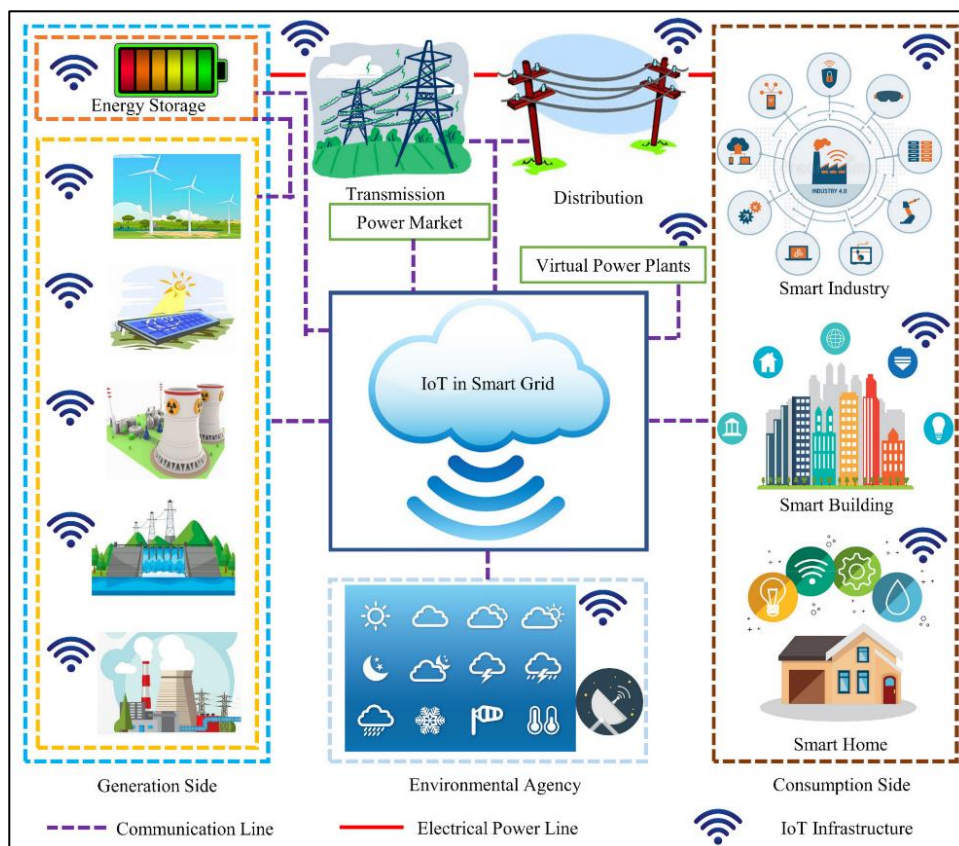 Energy Storage
Transmission
Distribution
Power Market
Virtual Power Plants
INDUSTRY 4.0
Smart Industry
IoT in Smart Grid
Smart Building
Smart Home
Generation Side
Environmental Agency
Consumption Side
Communication Line
Electrical Power Line
IoT Infrastructure